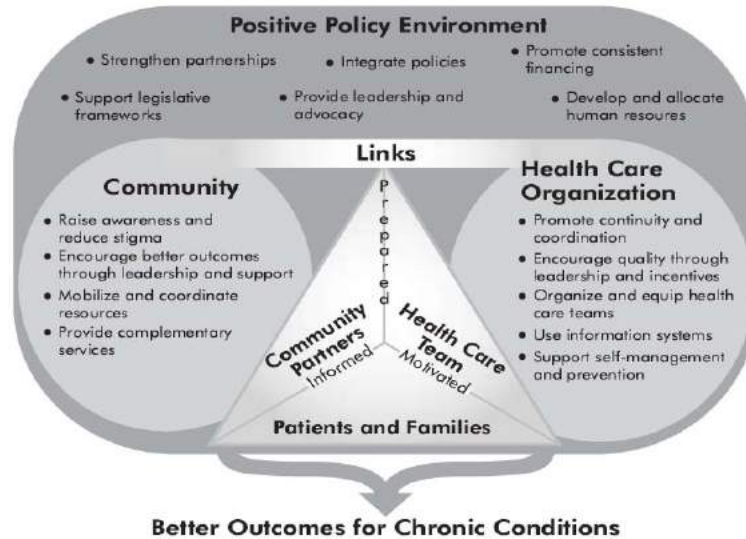 Positive Policy Environment
• Strengthen partnerships
• Integrate policies
• Promote consistent
financing
• Support legislative
frameworks
• Provide leadership and
advocacy
• Develop and allocate
human resoures
Links
Community
• Raise awareness and
reduce stigma
• Encourage better outcomes
through leadership and support
• Mobilize and coordinate
resources
• Provide complementary
services
Prepared
Community
Partners
Informed
Health Care
Team
Motivated
Patients and Families
Health Care
Organization
• Promote continuity and
coordination
• Encourage quality through
leadership and incentives
• Organize and equip health
care teams
• Use information systems
• Support self-management
and prevention
Better Outcomes for Chronic Conditions